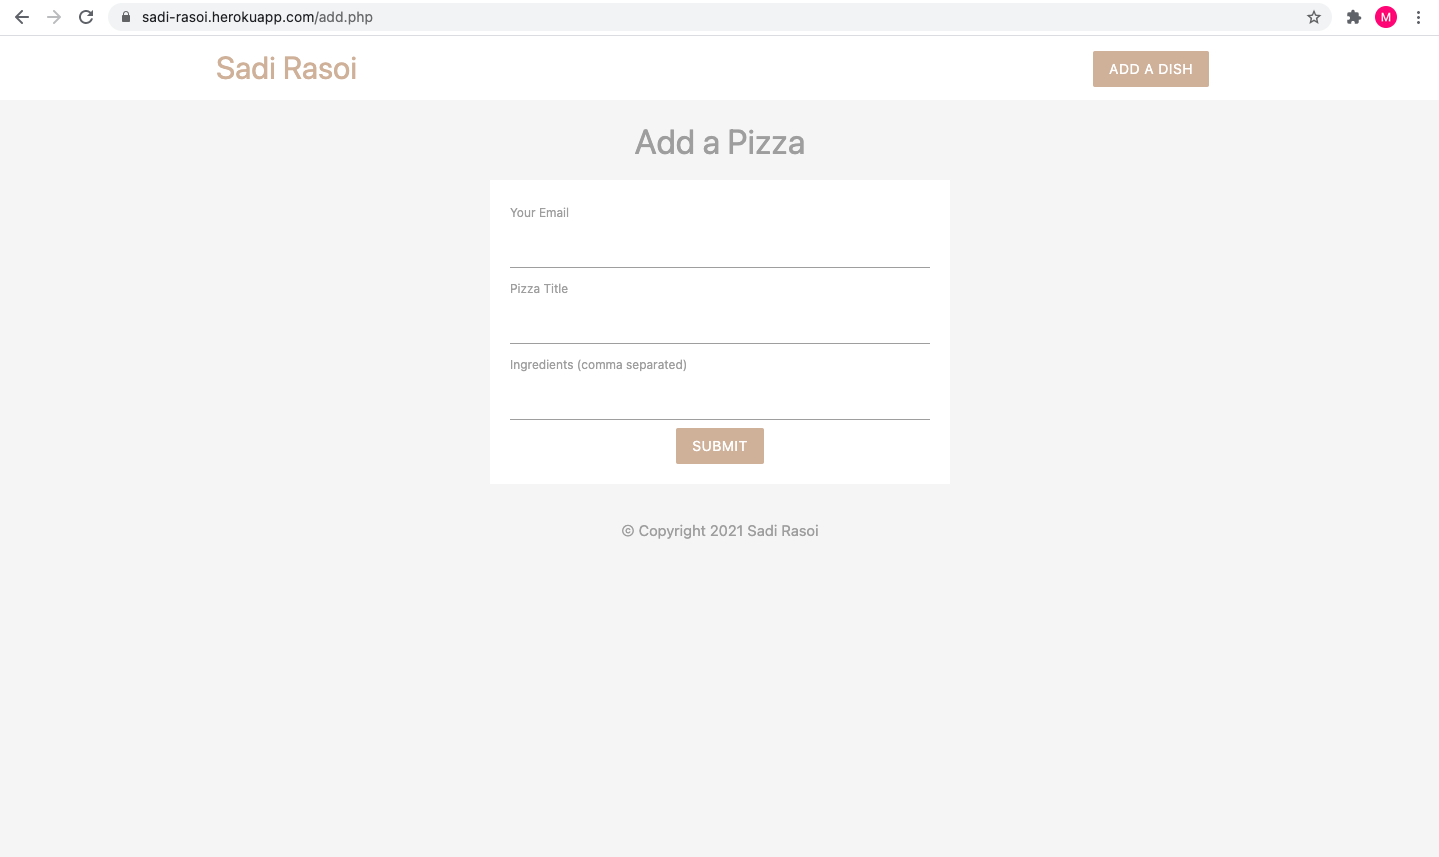 sadi-rasoi.herokuapp.com/add.php
M
Sadi Rasoi
ADD A DISH
Add a Pizza
Your Email
Pizza Title
Ingredients (comma separated)
SUBMIT
© Copyright 2021 Sadi Rasoi